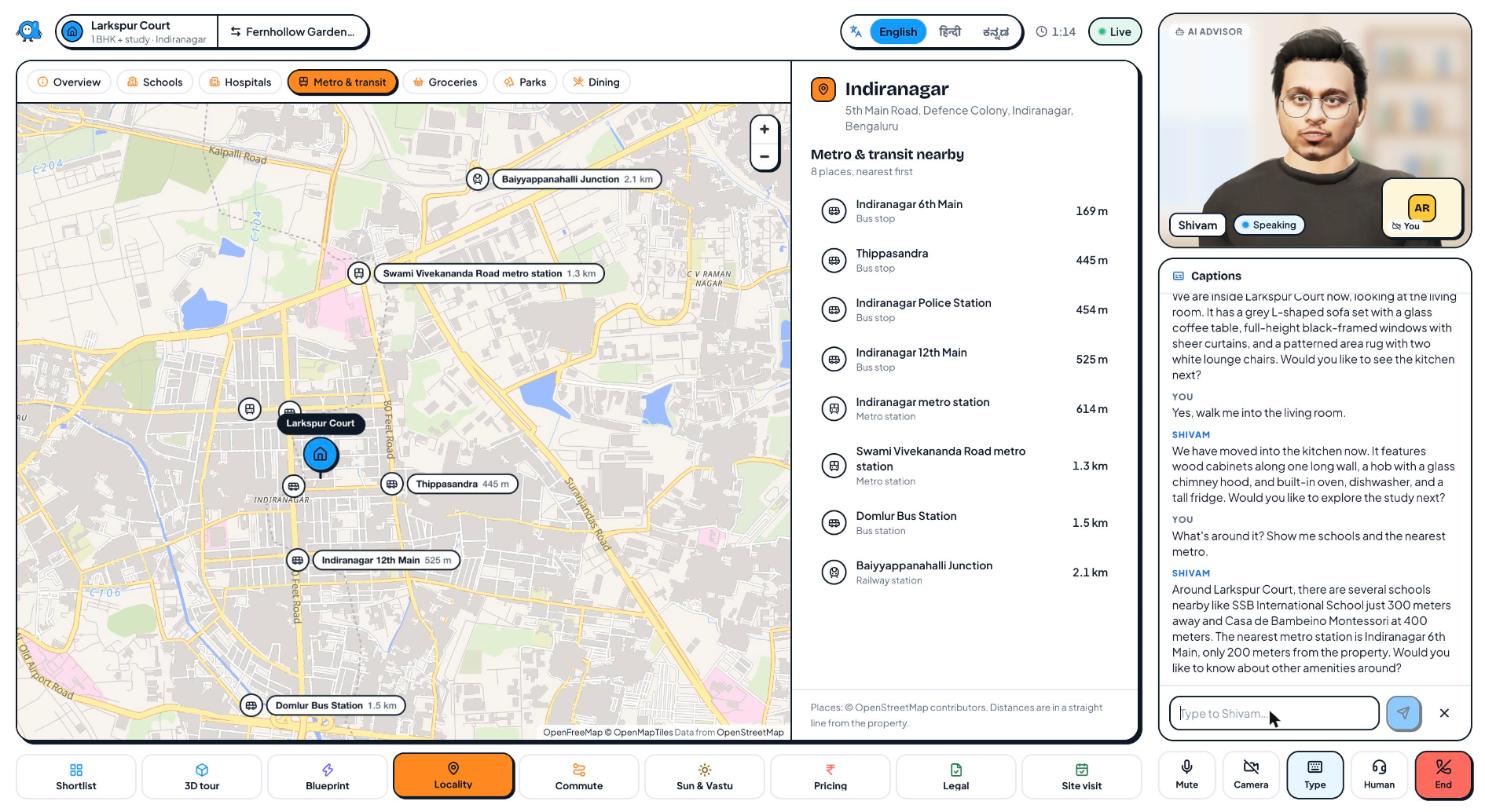 Larkspur Court
1 BHK + study · Indiranagar
Fernhollow Garden…
English
हिन्दी
ಕನ್ನಡ
1:14
Live
Overview
Schools
Hospitals
Metro & transit
Groceries
Parks
Dining
C204
Kalpalli Road
C104
Baiyyappanahalli Junction 2.1 km
+
−
Swami Vivekananda Road metro station 1.3 km
C V RAMAN
NAGAR
RU
Larkspur Court
80 Feet Road
Thippasandra 445 m
INDIRANAGAR
Suranjandas Road
Indiranagar 12th Main 525 m
Feet Road
C106
Old Airport Road
Domlur Bus Station 1.5 km
OpenFreeMap © OpenMapTiles Data from OpenStreetMap
Indiranagar
5th Main Road, Defence Colony, Indiranagar,
Bengaluru
Metro & transit nearby
8 places, nearest first
Indiranagar 6th Main
Bus stop
169 m
Thippasandra
Bus stop
445 m
Indiranagar Police Station
Bus stop
454 m
Indiranagar 12th Main
Bus stop
525 m
Indiranagar metro station
Metro station
614 m
Swami Vivekananda Road metro
station
Metro station
1.3 km
Domlur Bus Station
Bus station
1.5 km
Baiyyappanahalli Junction
Railway station
2.1 km
Places: © OpenStreetMap contributors. Distances are in a straight
line from the property.
AI ADVISOR
Shivam
Speaking
AR
You
Captions
We are inside Larkspur Court now, looking at the living
room. It has a grey L-shaped sofa set with a glass
coffee table, full-height black-framed windows with
sheer curtains, and a patterned area rug with two
white lounge chairs. Would you like to see the kitchen
next?
YOU
Yes, walk me into the living room.
SHIVAM
We have moved into the kitchen now. It features
wood cabinets along one long wall, a hob with a glass
chimney hood, and built-in oven, dishwasher, and a
tall fridge. Would you like to explore the study next?
YOU
What's around it? Show me schools and the nearest
metro.
SHIVAM
Around Larkspur Court, there are several schools
nearby like SSB International School just 300 meters
away and Casa de Bambeino Montessori at 400
meters. The nearest metro station is Indiranagar 6th
Main, only 200 meters from the property. Would you
like to know about other amenities around?
Type to Shivam...
Shortlist
3D tour
Blueprint
Locality
Commute
Sun & Vastu
Pricing
Legal
Site visit
Mute
Camera
Type
Human
End